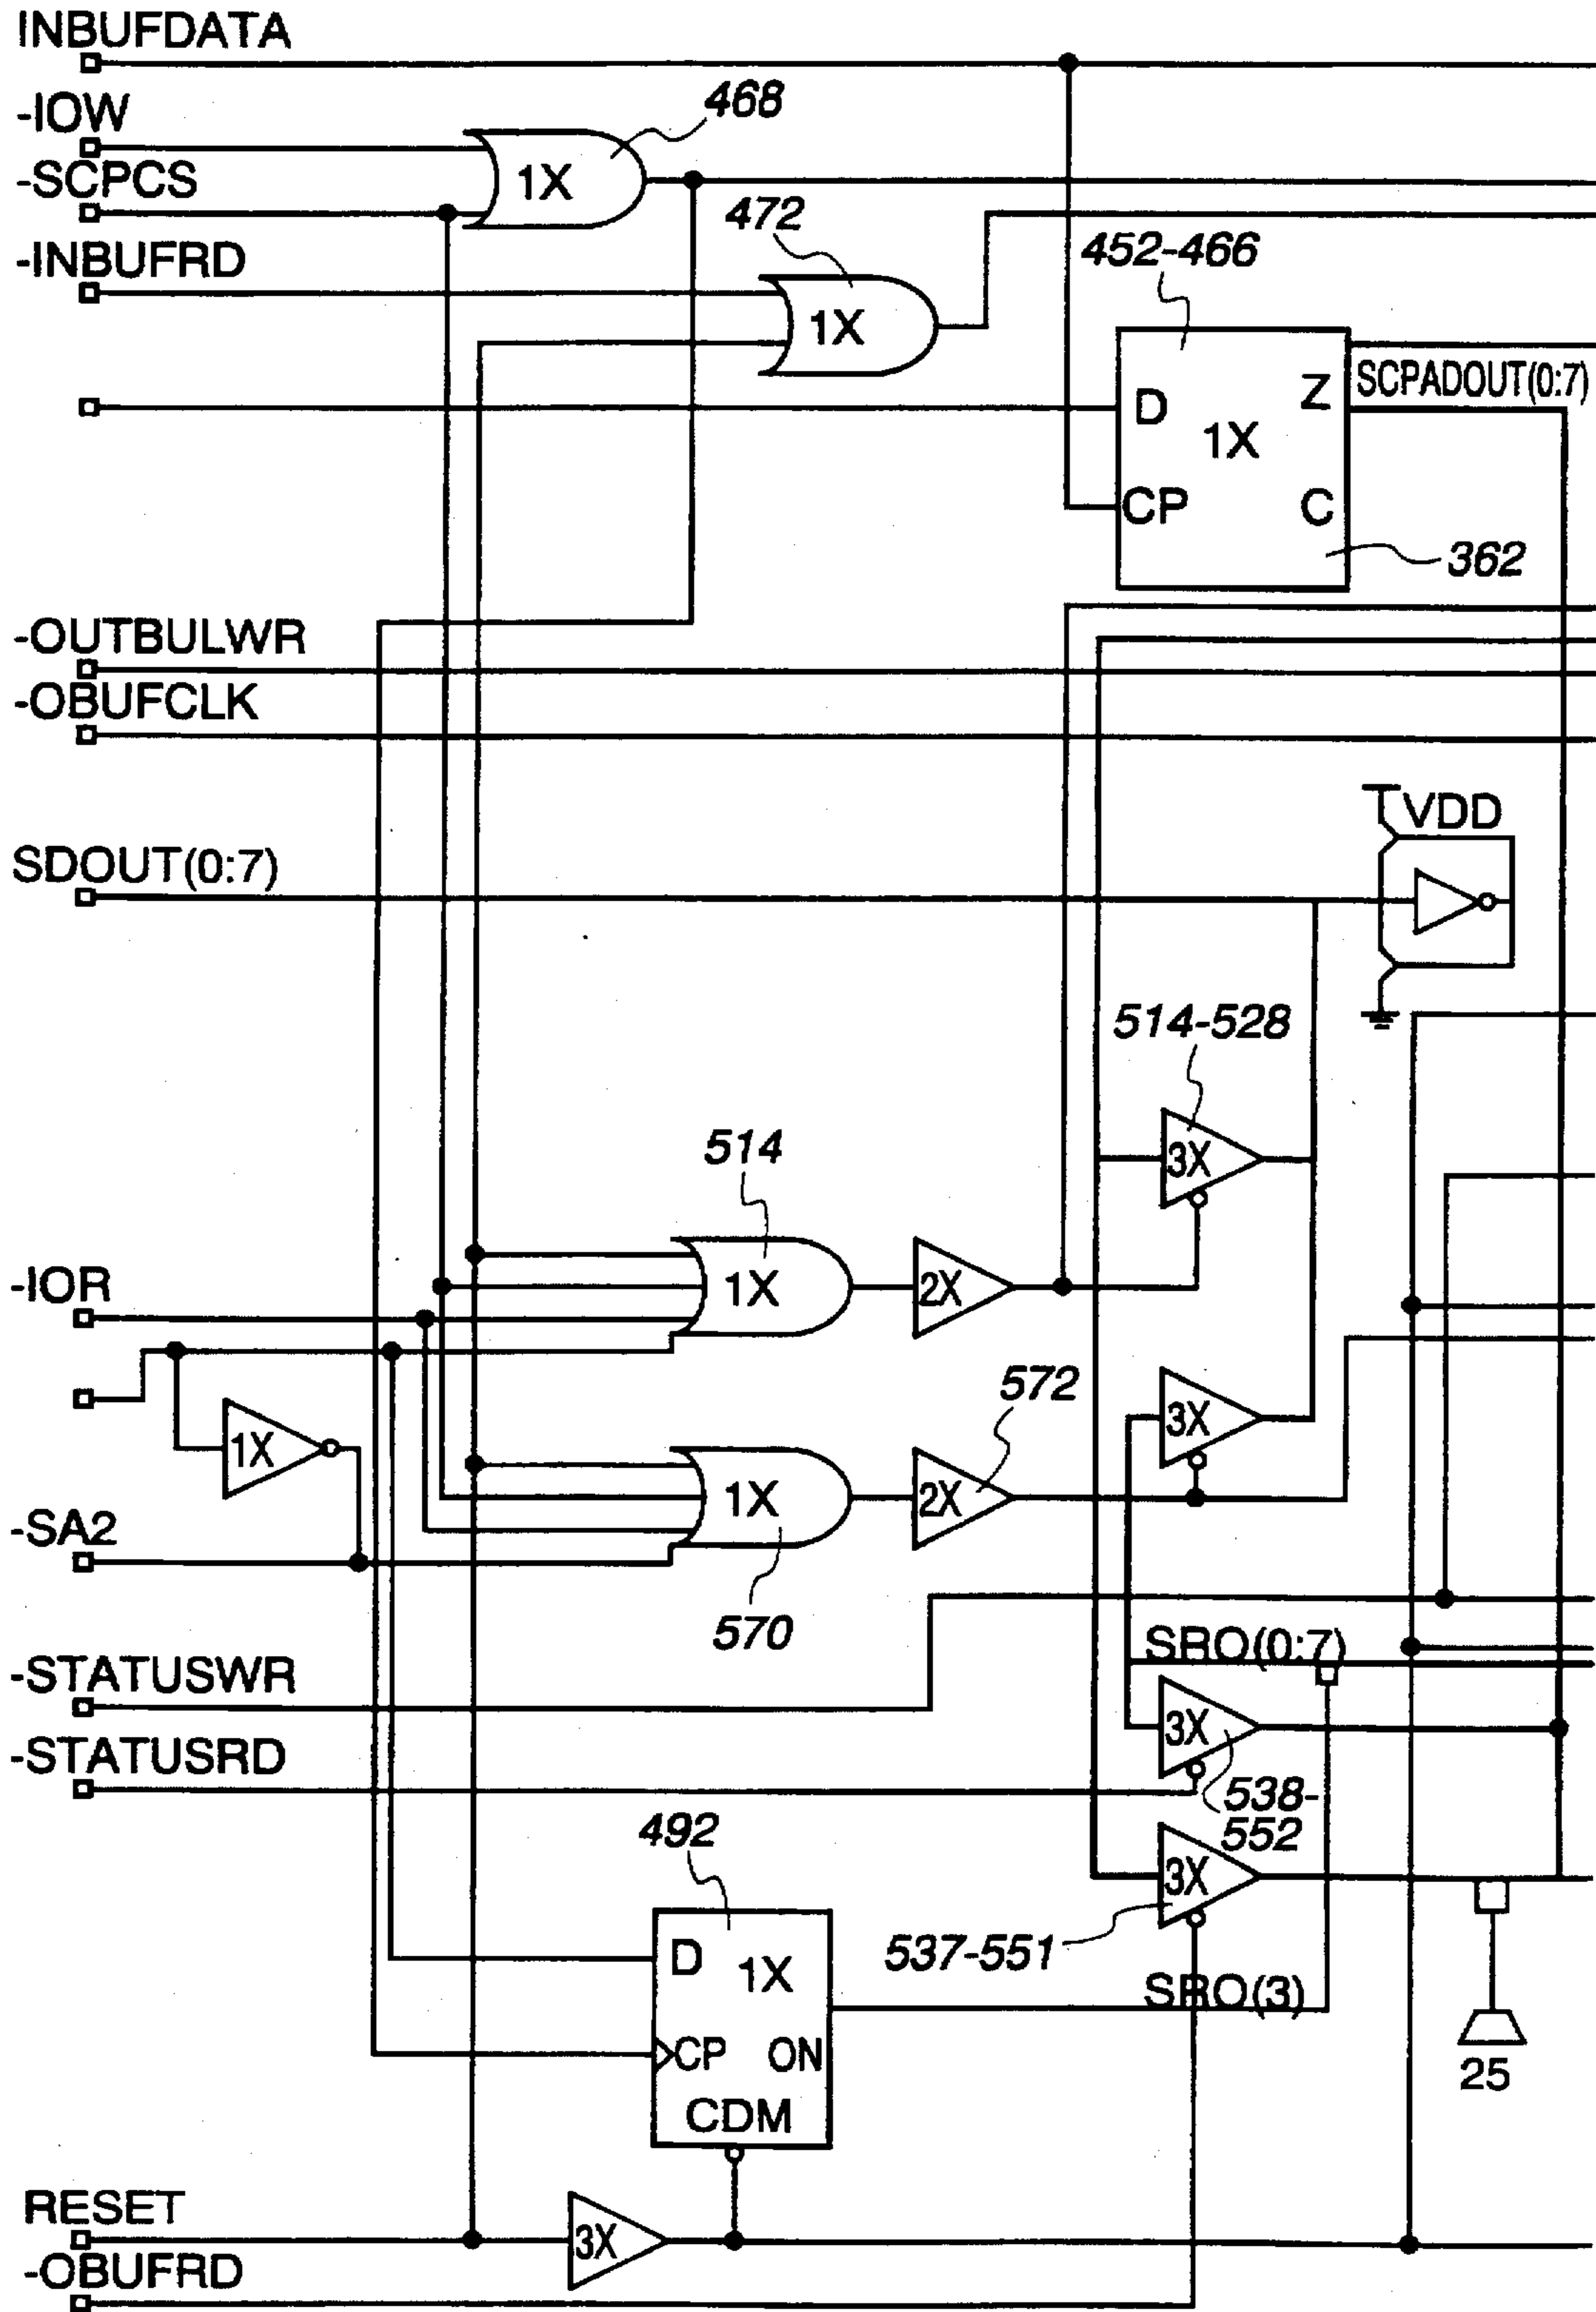 INBUFDATA
-IOW
468
1X
-SCPCS
472
-INBUFRD
1X
452-466
SCPADOUT(0:7)
D
Z
1X
CP
C
362
-OUTBULWR
-OBUFCLK
VDD
SDOUT(0:7)
514-528
3X
514
1X
2X
-IOR
572
3X
1X
1X
2X
-SA2
570
SRO(0:7)
-STATUSWR
3X
-STATUSRD
538-
552
492
3X
537-551
D
1X
SRO(3)
CP
ON
25
CDM
RESET
3X
-OBUFRD